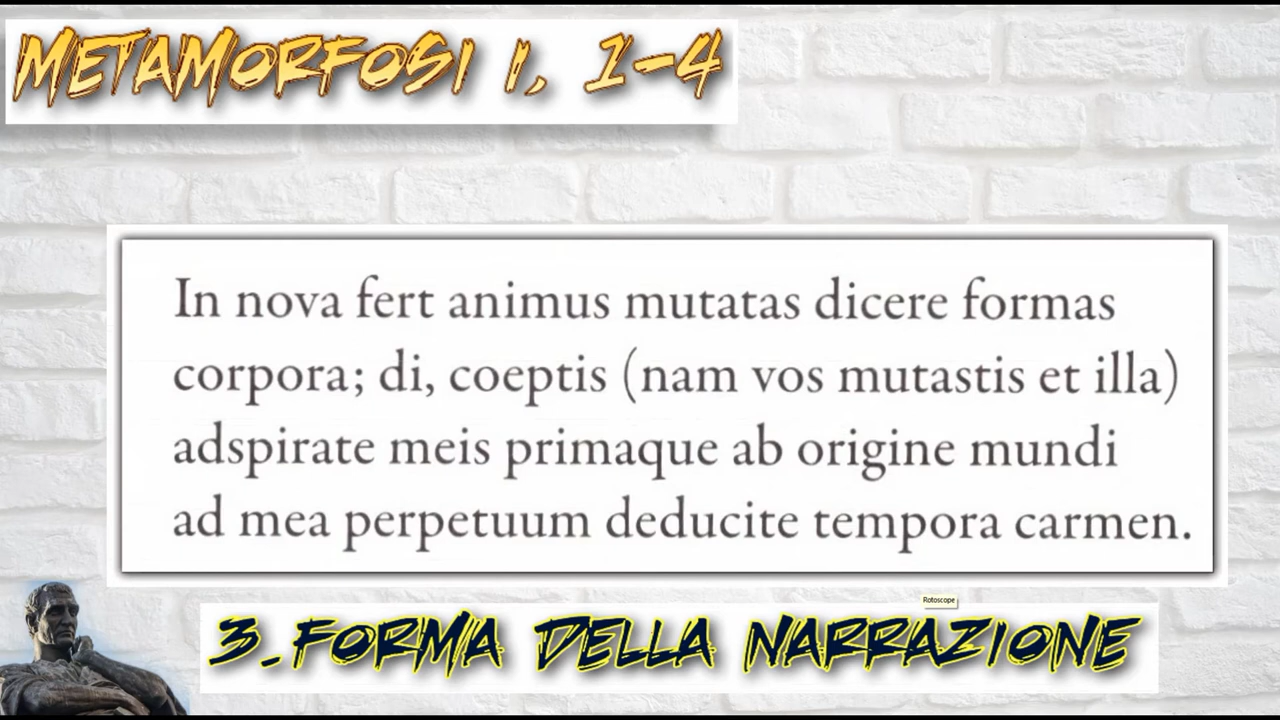 METAMORFOSI I, 1-4
In nova fert animus mutatas dicere formas
corpora; di, coeptis (nam vos mutastis et illa)
adspirate meis primaque ab origine mundi
ad mea perpetuum deducite tempora carmen.
Rotoscope
3. FORMA DELLA NARRAZIONE